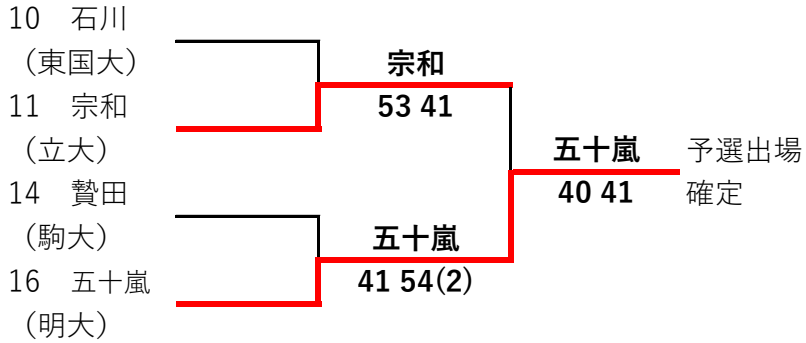 10 石川
（東国大）
11 宗和
（立大）
14 贄田
（駒大）
16 五十嵐
（明大）
宗和
53 41
五十嵐
41 54(2)
五十嵐
40 41
予選出場
確定